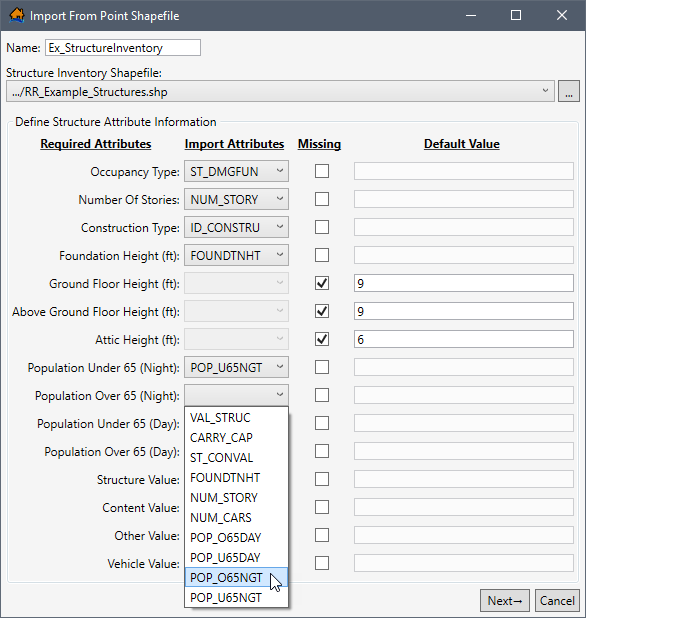 Import From Point Shapefile
Name: Ex_StructureInventory
Structure Inventory Shapefile:
.../RR_Example_Structures.shp ...
Define Structure Attribute Information
Required Attributes Import Attributes Missing Default Value
Occupancy Type: ST_DMGFUN
Number Of Stories: NUM_STORY
Construction Type: ID_CONSTRU
Foundation Height (ft): FOUNDTNHT
Ground Floor Height (ft): 9
Above Ground Floor Height (ft): 9
Attic Height (ft): 6
Population Under 65 (Night): POP_U65NGT
Population Over 65 (Night):
Population Under 65 (Day):
Population Over 65 (Day):
Structure Value:
Content Value:
Other Value:
Vehicle Value:
VAL_STRUC
CARRY_CAP
ST_CONVAL
FOUNDTNHT
NUM_STORY
NUM_CARS
POP_O65DAY
POP_U65DAY
POP_O65NGT
POP_U65NGT
Next→ Cancel